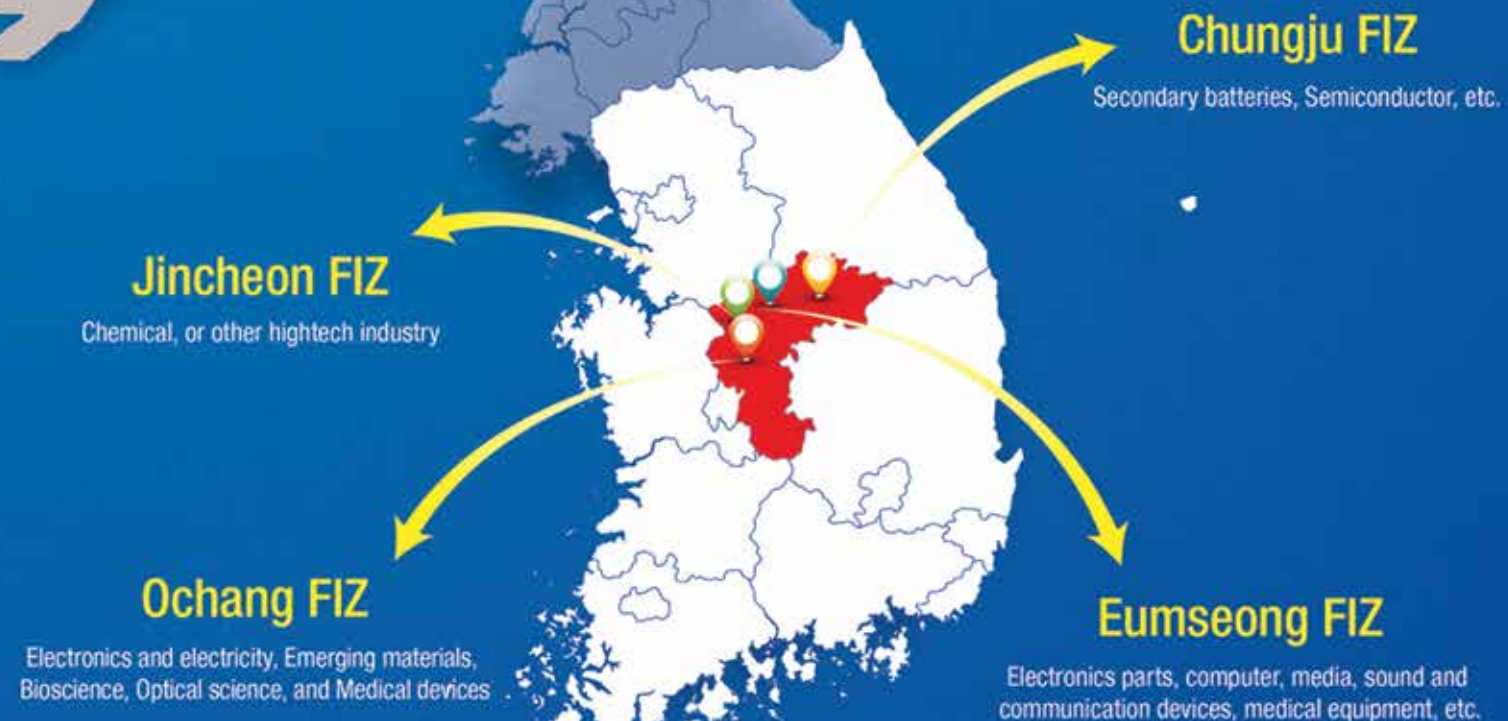 Chungju FIZ
Secondary batteries, Semiconductor, etc.
Jincheon FIZ
Chemical, or other hightech industry
Ochang FIZ
Electronics and electricity, Emerging materials,
Bioscience, Optical science, and Medical devices
Eumseong FIZ
Electronics parts, computer, media, sound and
communication devices, medical equipment, etc.